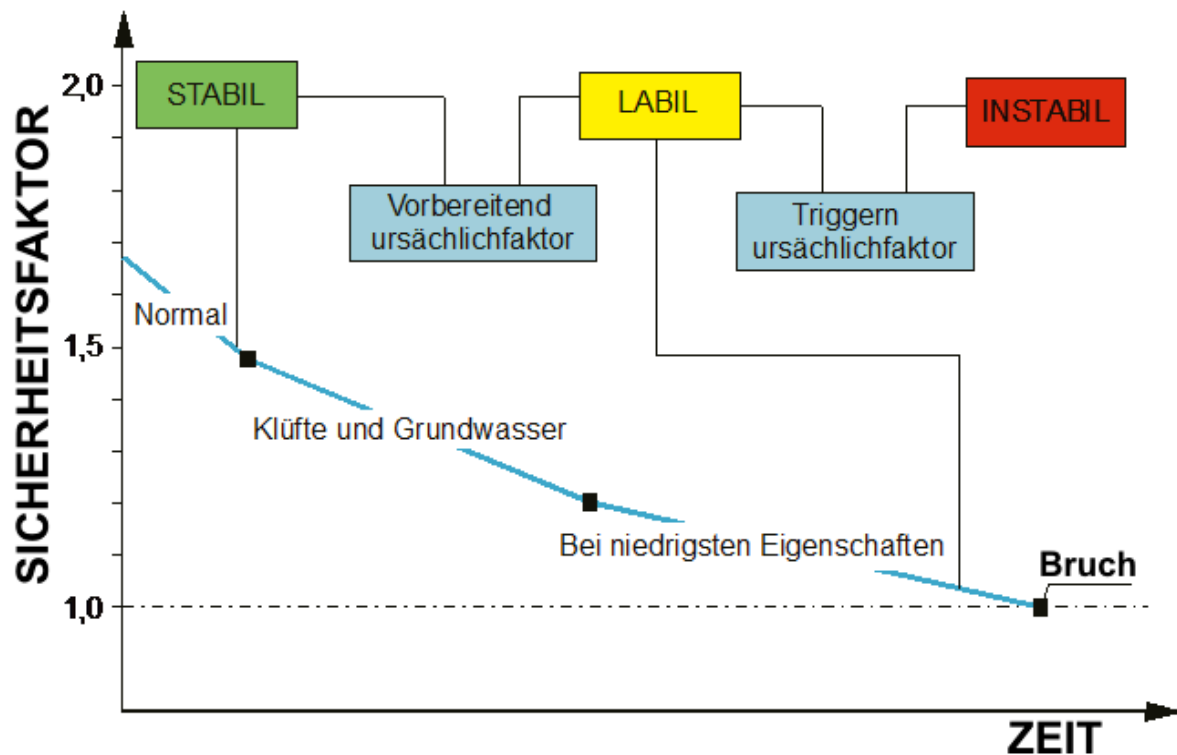 2,0
STABIL
LABIL
INSTABIL
Vorbereitend
ursächlichfaktor
Triggern
ursächlichfaktor
Normal
1,5
Klüfte und Grundwasser
Bei niedrigsten Eigenschaften
Bruch
1,0
SICHERHEITSFAKTOR
ZEIT